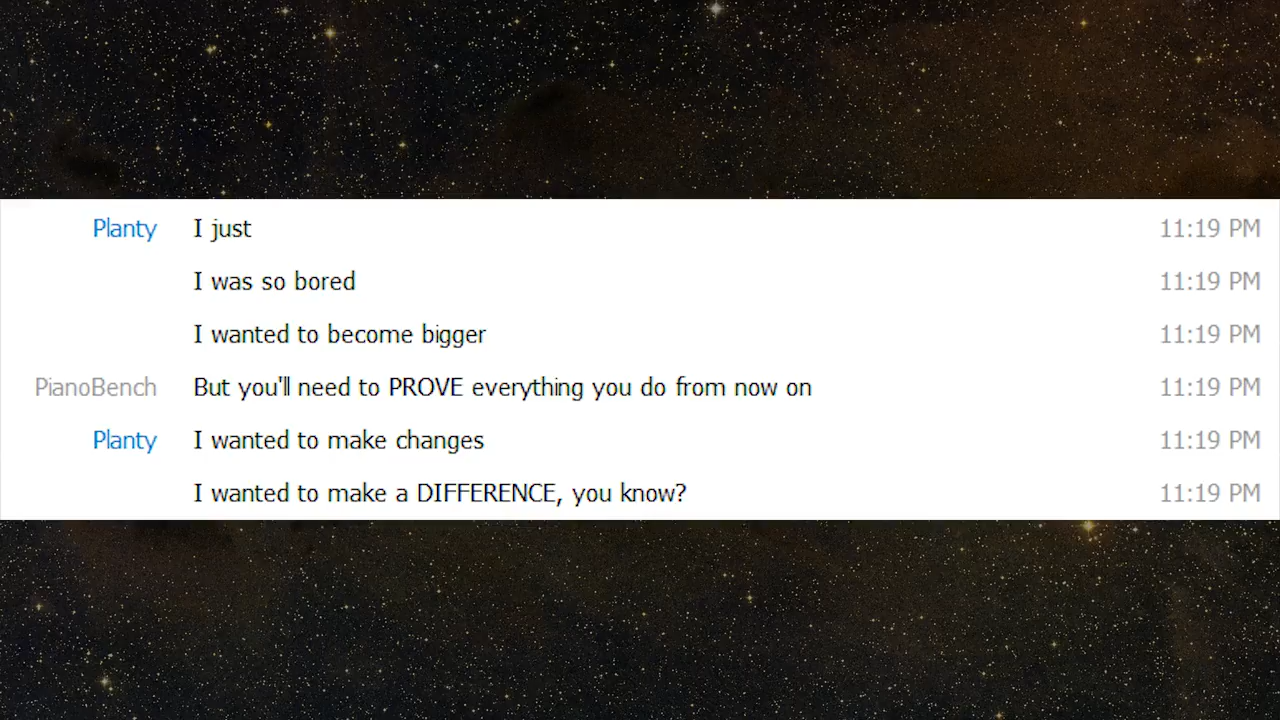 Planty I just 11:19 PM
I was so bored 11:19 PM
I wanted to become bigger 11:19 PM
PianoBench But you'll need to PROVE everything you do from now on 11:19 PM
Planty I wanted to make changes 11:19 PM
I wanted to make a DIFFERENCE, you know? 11:19 PM